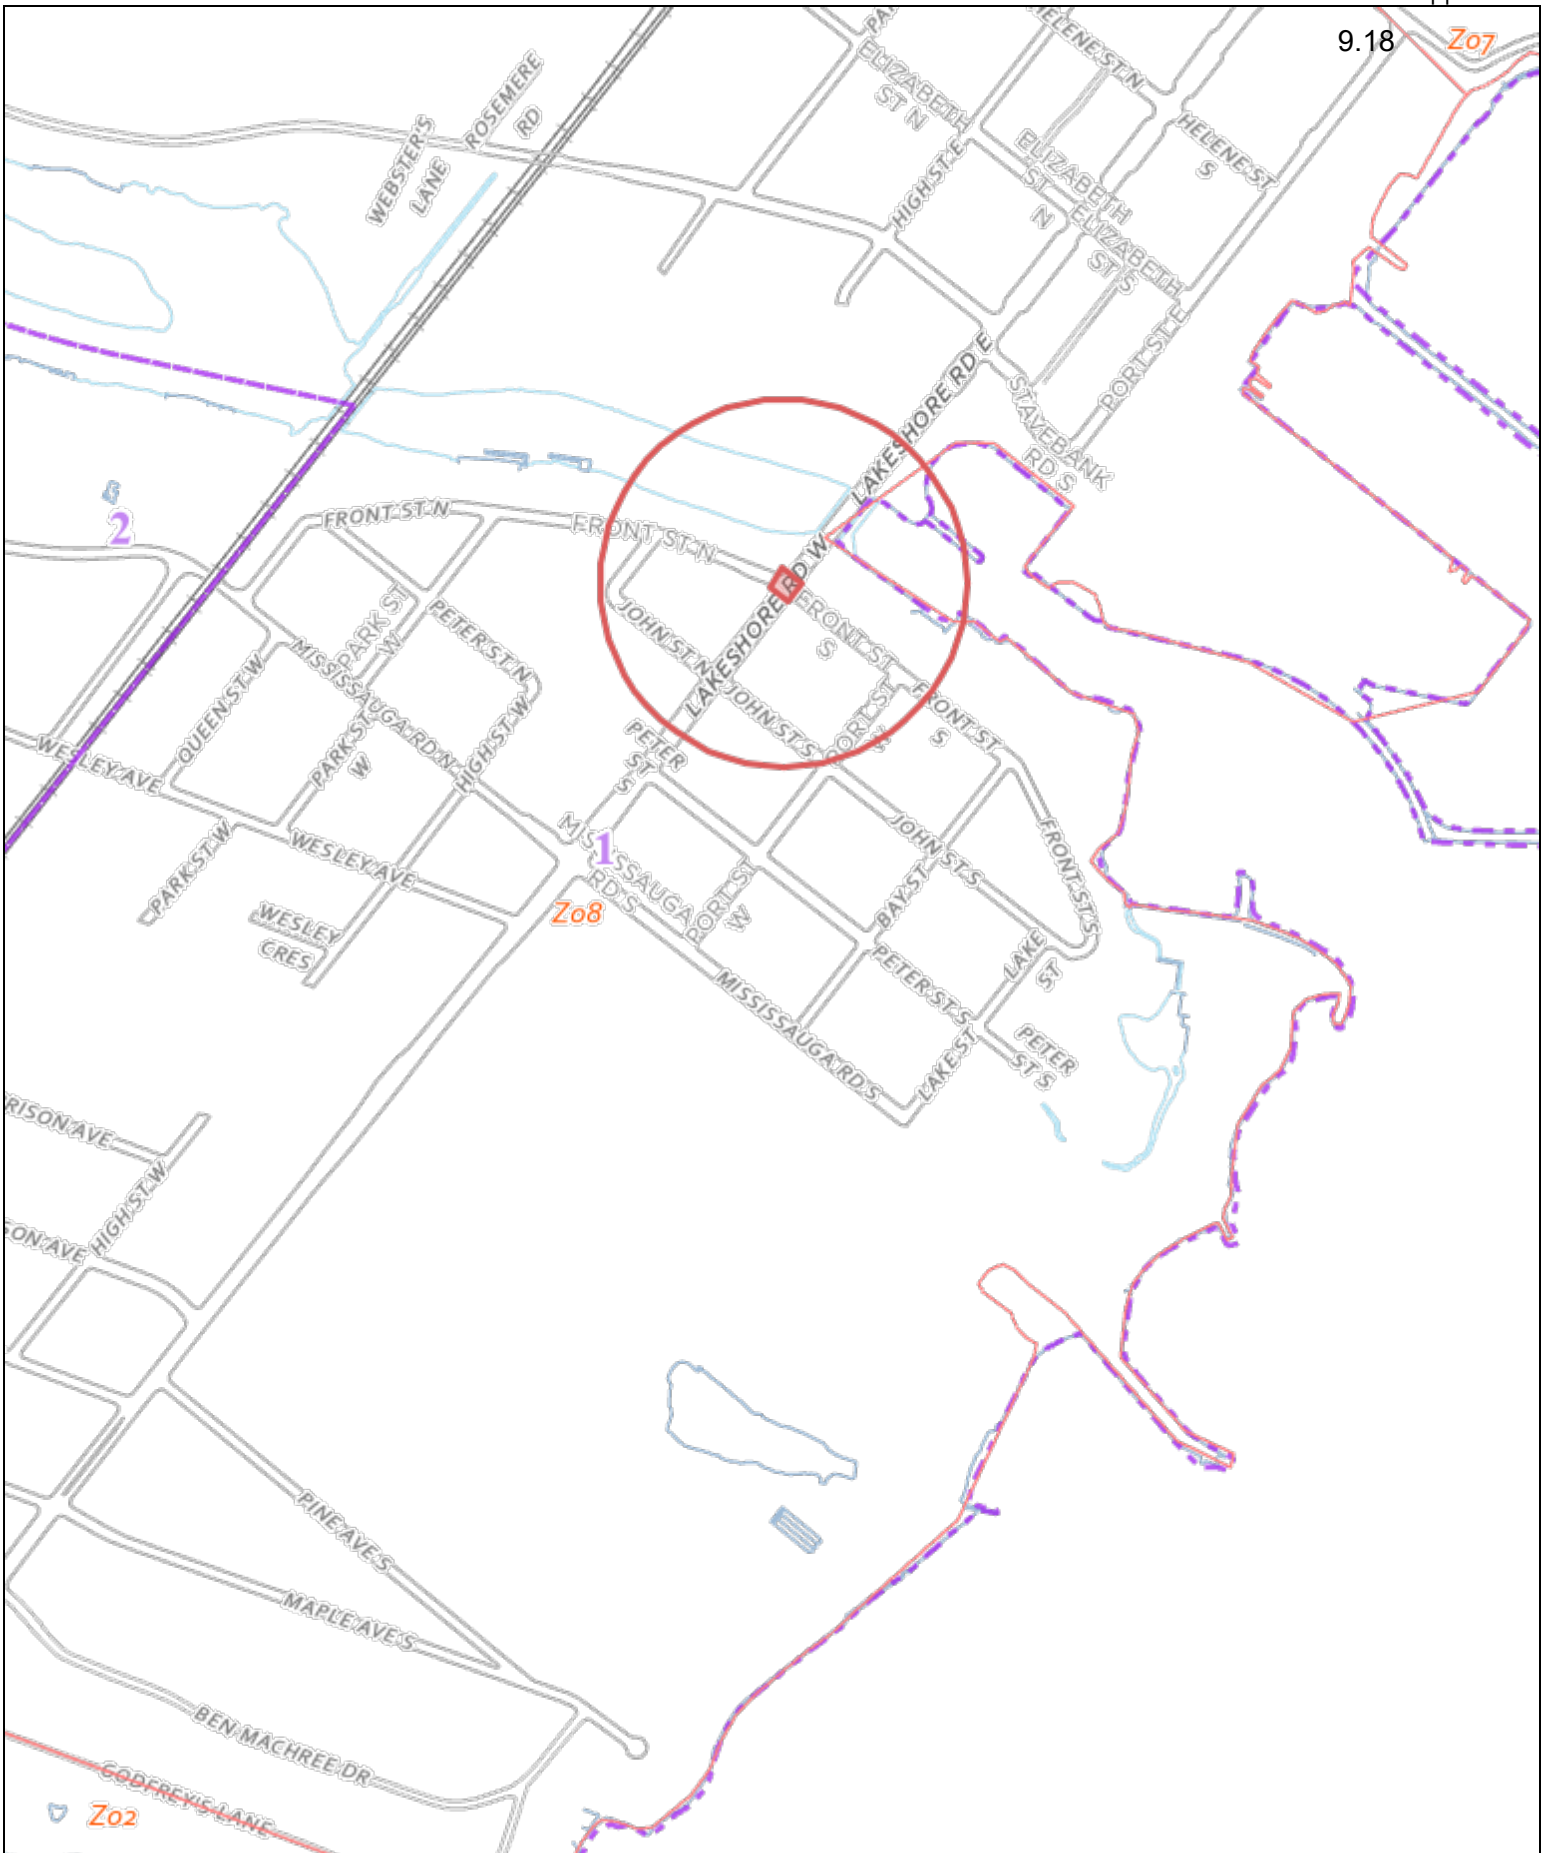 9.18
Z07
HELENE ST N
ELIZABETH
ST N
ROSEMERE
RD
WEBSTER'S
LANE
HELENE ST
S
ELIZABETH
ST
N
HIGH ST E
ELIZABETH
ST S
PORT ST E
LAKESHORE RD E
STAVEBANK
RD S
2
FRONT ST N
FRONT ST N
LAKESHORE RD W
FRONT ST
S
JOHN ST N
PARK ST
W
PETER ST N
MISSISSAUGA RD N
QUEEN ST W
PARK ST
W
HIGH ST W
JOHN ST S
PORT ST
W
FRONT ST
S
PETER
ST
S
WESLEY AVE
WESLEY AVE
PARK ST W
WESLEY
CRES
MISSISSAUGA
RD S
1
Z08
PORT ST
W
JOHN ST S
BAY ST
FRONT ST S
LAKE
ST
PETER ST S
MISSISSAUGA RD S
LAKE ST
PETER
ST S
RISON AVE
HIGH ST W
SON AVE
PINE AVE S
MAPLE AVE S
BEN MACHREE DR
GODFREY'S LANE
Z02